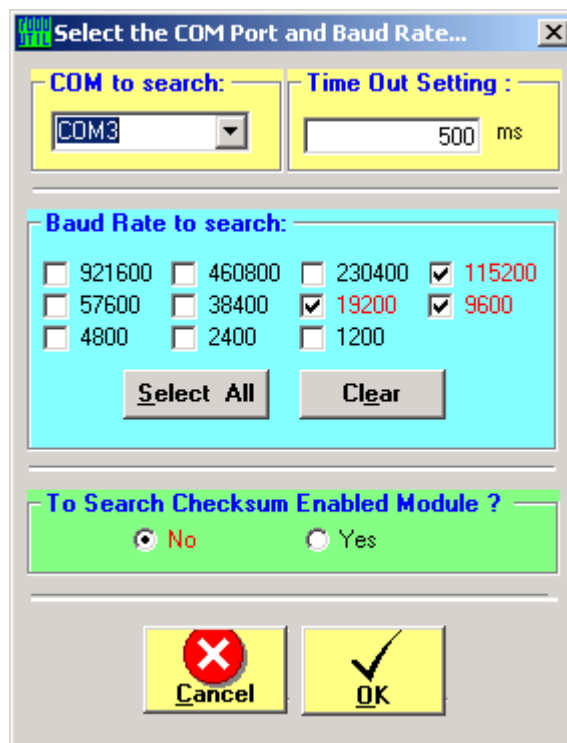 7000 UTIL Select the COM Port and Baud Rate...
COM to search: Time Out Setting :
COM3 500 ms
Baud Rate to search:
921600 460800 230400 115200
57600 38400 19200 9600
4800 2400 1200
Select All Clear
To Search Checksum Enabled Module ?
No Yes
Cancel OK